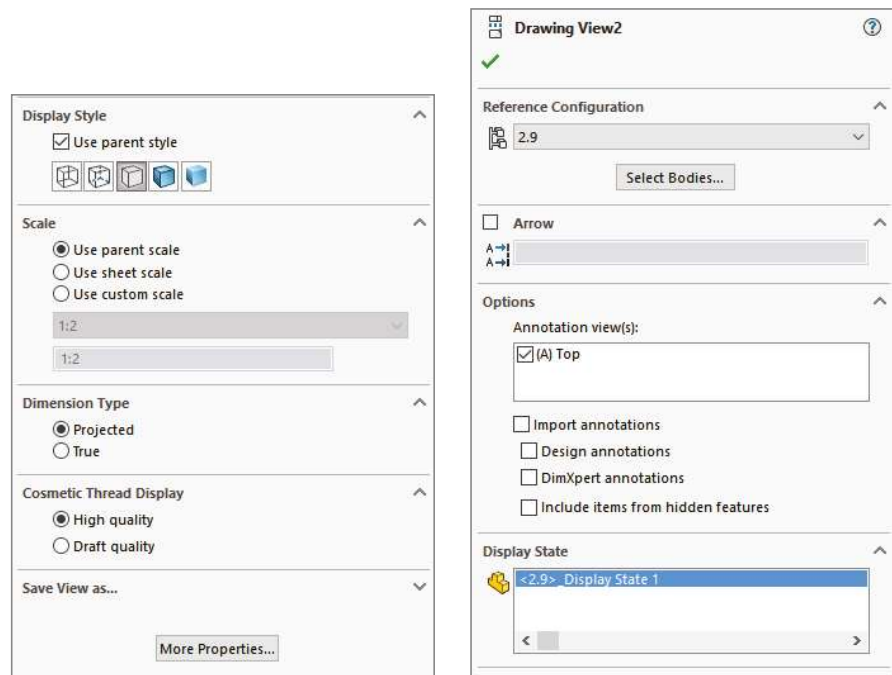 Display Style
Use parent style
Scale
Use parent scale
Use sheet scale
Use custom scale
1:2
1:2
Dimension Type
Projected
True
Cosmetic Thread Display
High quality
Draft quality
Save View as...
More Properties...
Drawing View2
?
Reference Configuration
2.9
Select Bodies...
Arrow
A
A
Options
Annotation view(s):
(A) Top
Import annotations
Design annotations
DimXpert annotations
Include items from hidden features
Display State
<2.9>_Display State 1